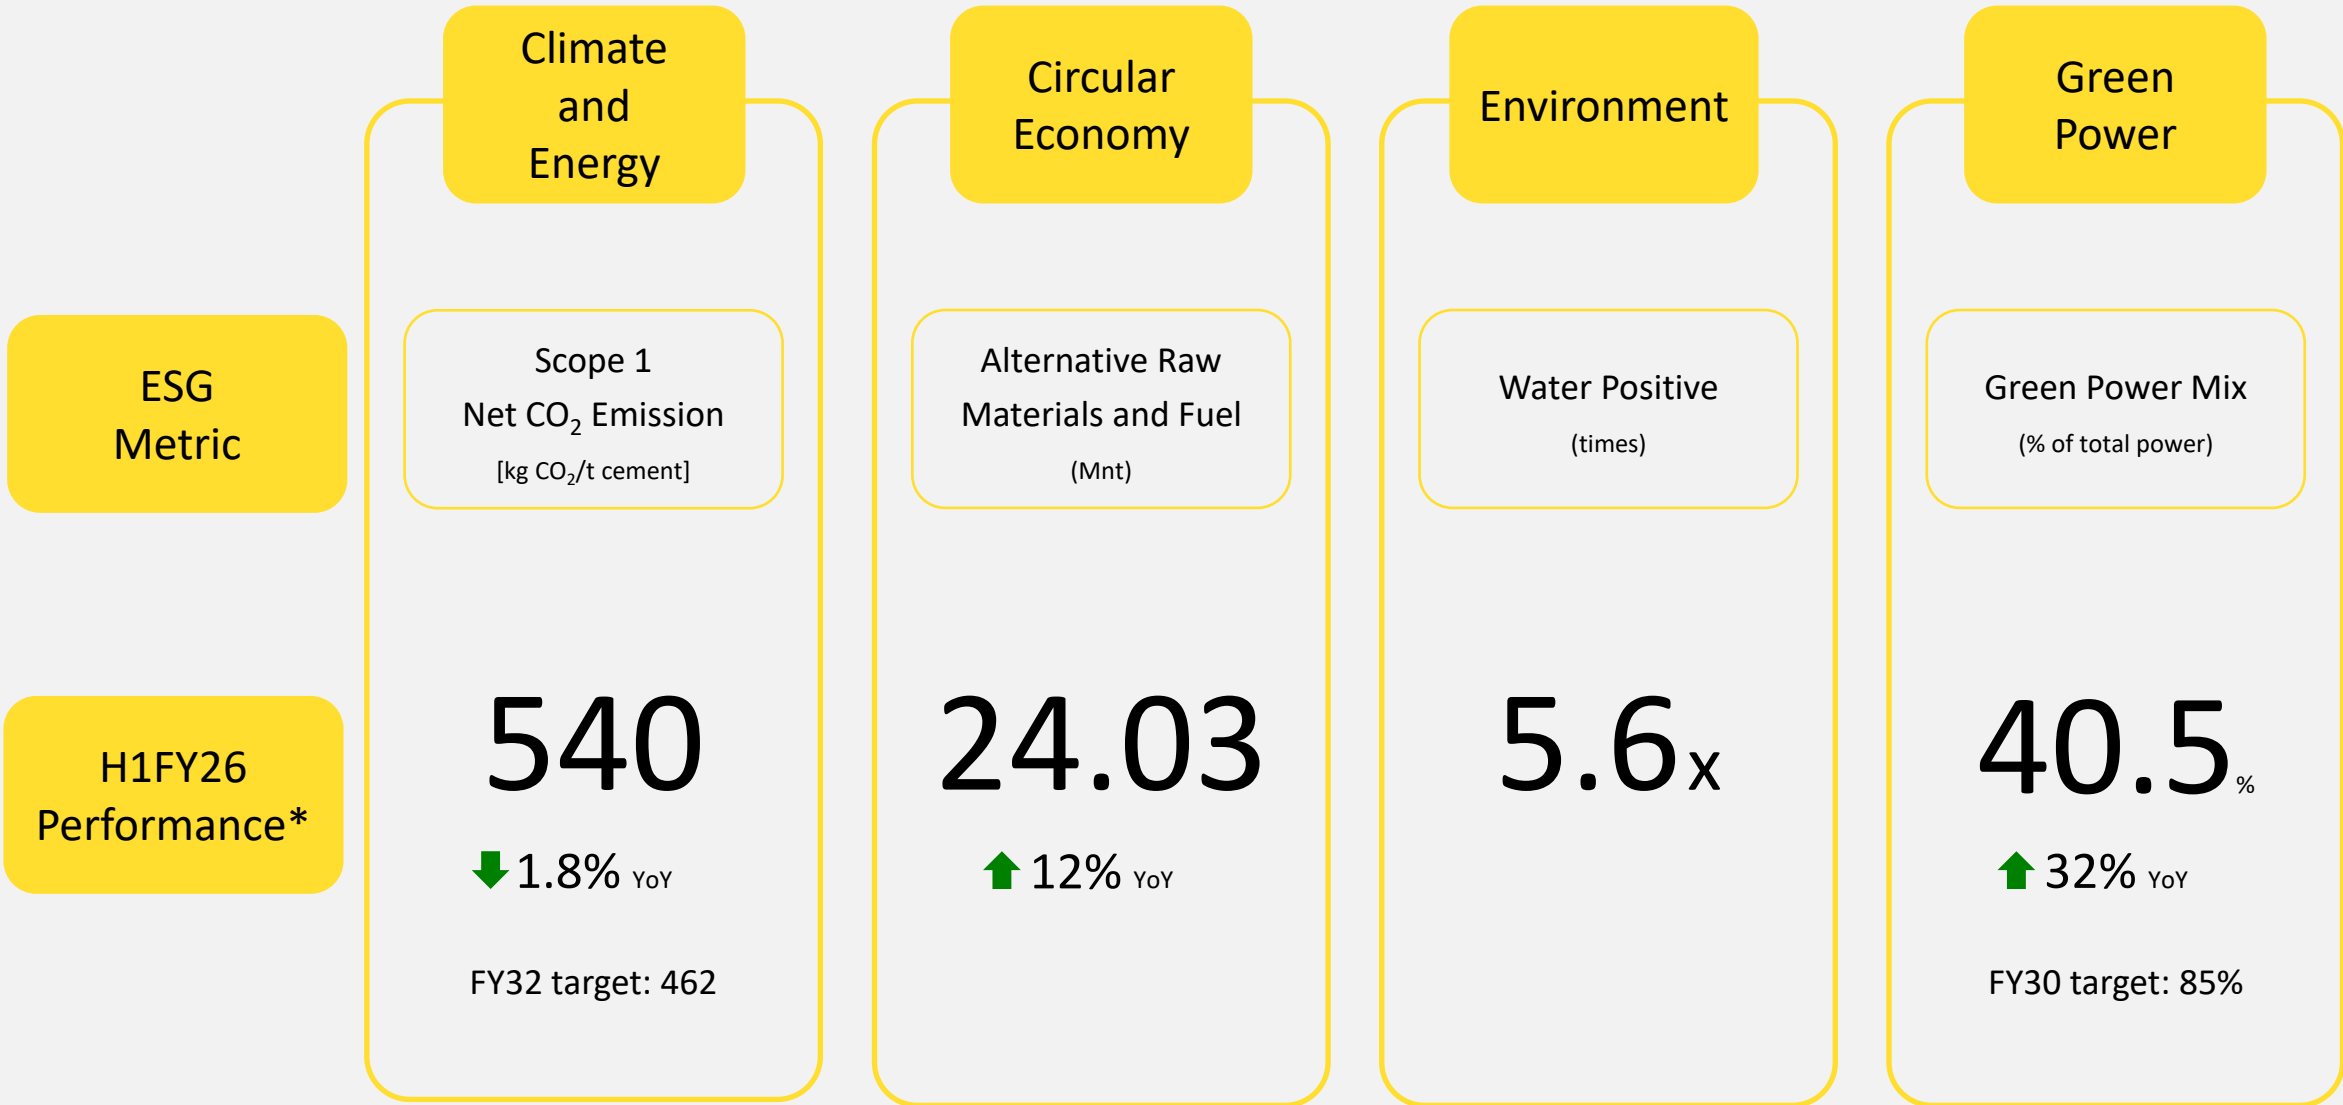 Climate
and
Energy
Circular
Economy
Environment
Green
Power
ESG
Metric
Scope 1
Net CO₂ Emission
[kg CO₂/t cement]
Alternative Raw
Materials and Fuel
(Mnt)
Water Positive
(times)
Green Power Mix
(% of total power)
H1FY26
Performance*
540
1.8% YoY
FY32 target: 462
24.03
12% YoY
5.6x
40.5%
32% YoY
FY30 target: 85%